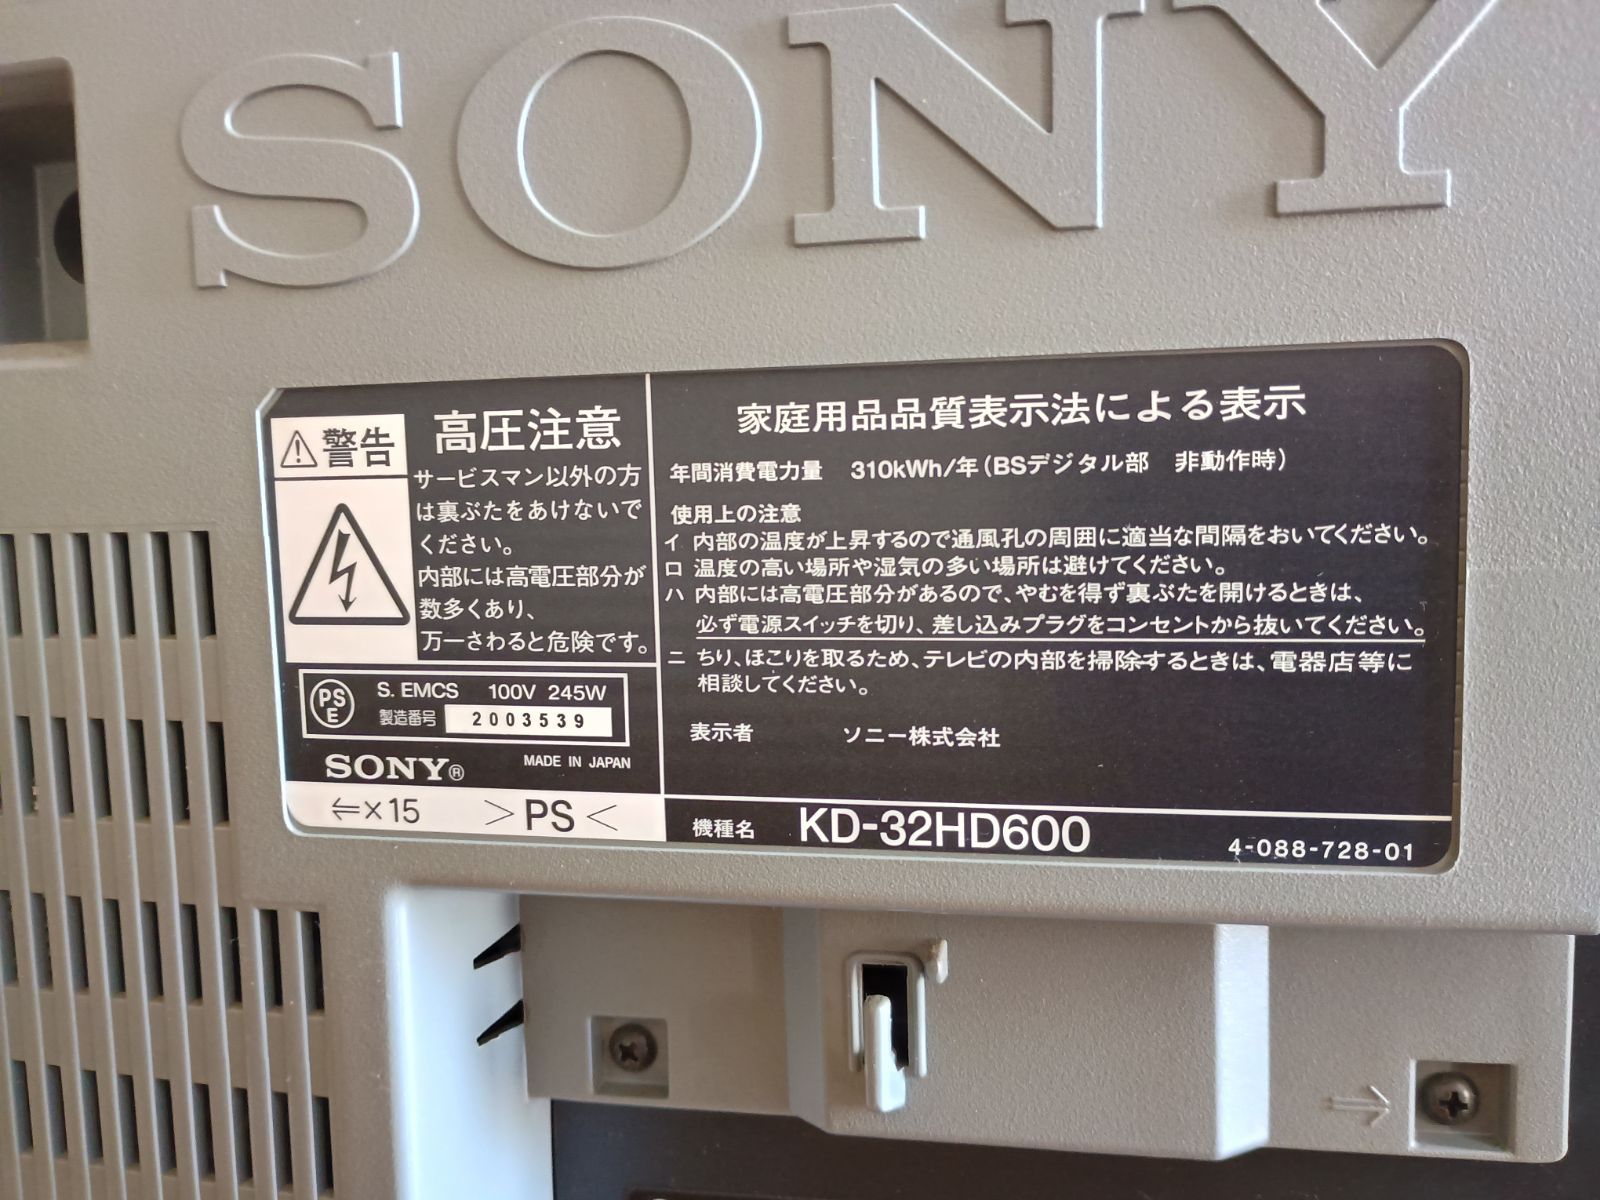 SONY
警告
高圧注意
サービスマン以外の方
は裏ぶたをあけないで
ください。
内部には高電圧部分が
数多くあり、
万一さわると危険です。
PS
E
S. EMCS 100V 245W
製造番号 2003539
SONY® MADE IN JAPAN
⇐×15 >PS<
家庭用品品質表示法による表示
年間消費電力量 310kWh/年(BSデジタル部 非動作時)
使用上の注意
イ 内部の温度が上昇するので通風孔の周囲に適当な間隔をおいてください。
ロ 温度の高い場所や湿気の多い場所は避けてください。
ハ 内部には高電圧部分があるので、やむを得ず裏ぶたを開けるときは、
必ず電源スイッチを切り、差し込みプラグをコンセントから抜いてください。
ニ ちり、ほこりを取るため、テレビの内部を掃除するときは、電器店等に
相談してください。
表示者 ソニー株式会社
機種名 KD-32HD600 4-088-728-01